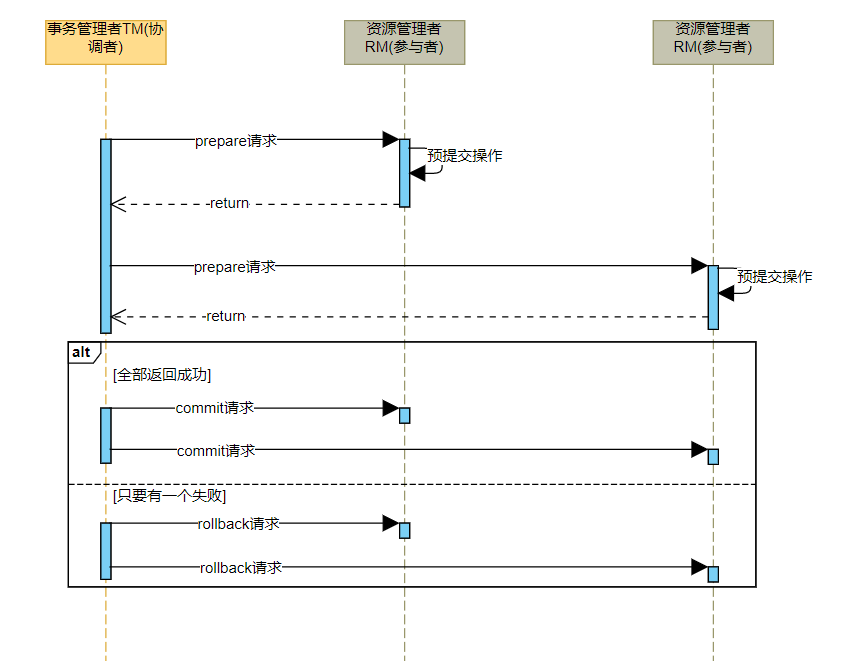 事务管理者TM(协
调者)
资源管理者
RM(参与者)
资源管理者
RM(参与者)
prepare请求
预提交操作
return
prepare请求
预提交操作
return
alt
[全部返回成功]
commit请求
commit请求
[只要有一个失败]
rollback请求
rollback请求